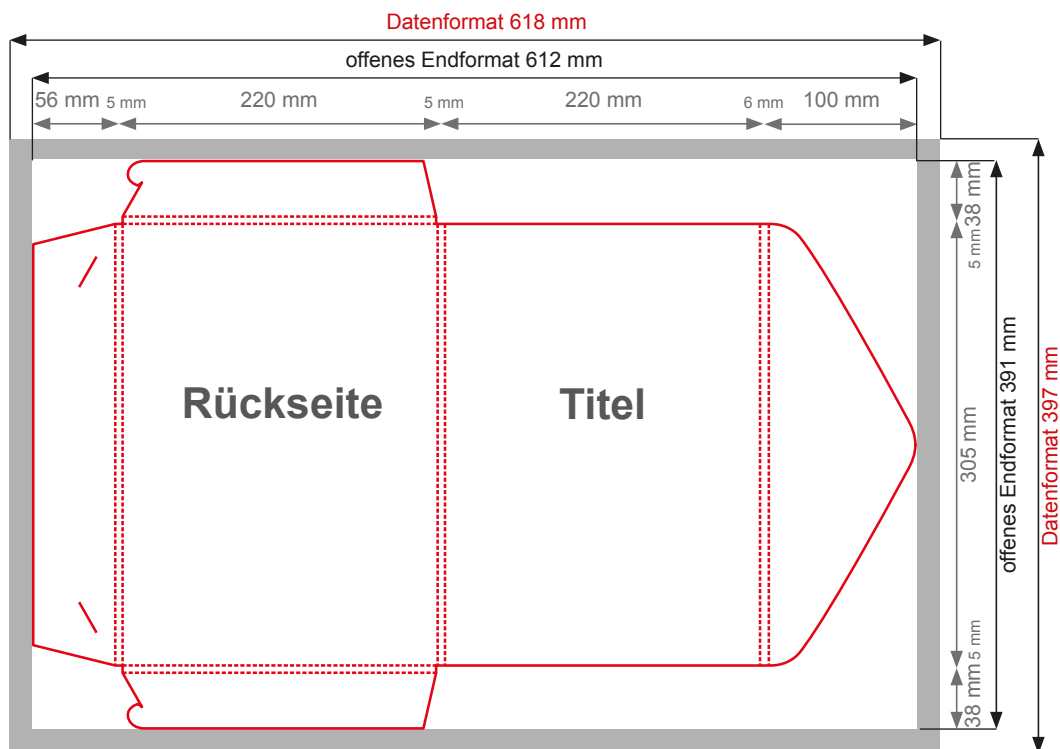 Datenformat 618 mm
offenes Endformat 612 mm
56 mm 5 mm 220 mm 5 mm 220 mm 6 mm 100 mm
38 mm
5 mm
Rückseite Titel
305 mm
offenes Endformat 391 mm
Datenformat 397 mm
5 mm
38 mm